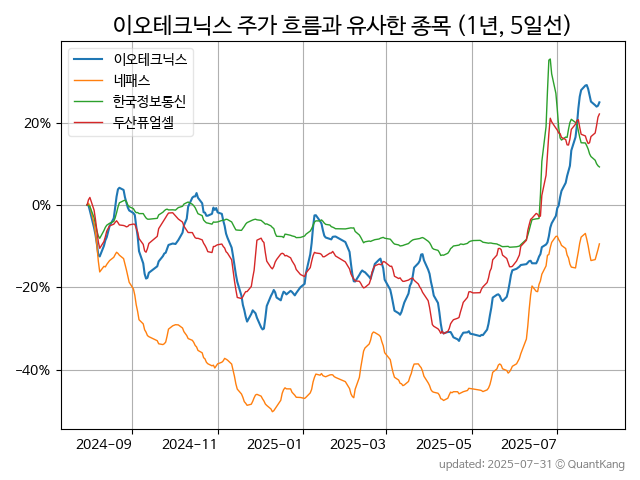 이오테크닉스 주가 흐름과 유사한 종목 (1년, 5일선)
이오테크닉스
네패스
한국정보통신
두산퓨얼셀
20%
0%
−20%
−40%
2024-09 2024-11 2025-01 2025-03 2025-05 2025-07
updated: 2025-07-31 © QuantKang